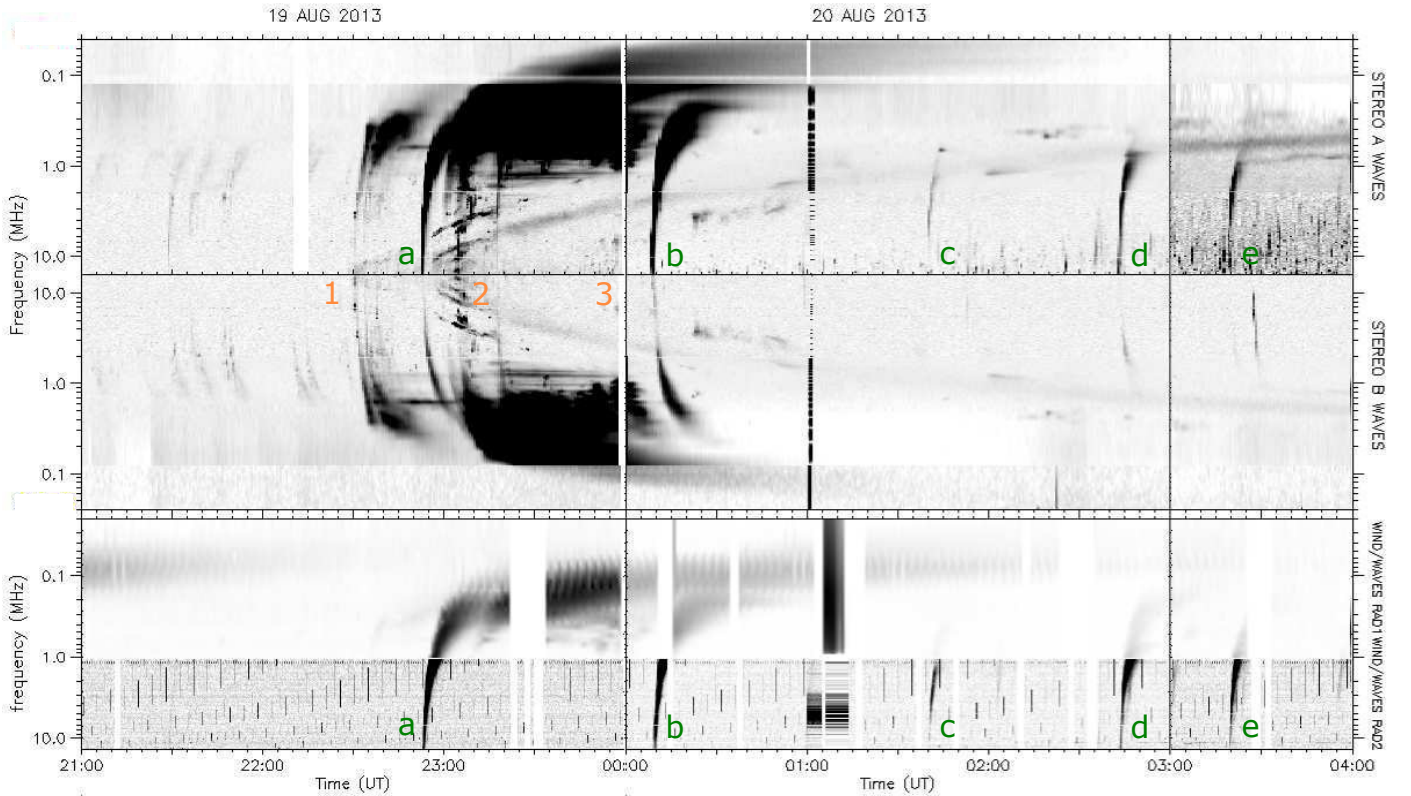 19 AUG 2013
20 AUG 2013
0.1
1.0
10.0
10.0
1.0
0.1
Frequency (MHz)
STEREO A WAVES
STEREO B WAVES
a
b
c
d
e
1
2
3
0.1
1.0
10.0
frequency (MHz)
WIND/WAVES RAD1
WIND/WAVES RAD2
a
b
c
d
e
21:00
22:00
23:00
00:00
01:00
02:00
03:00
04:00
Time (UT)
Time (UT)